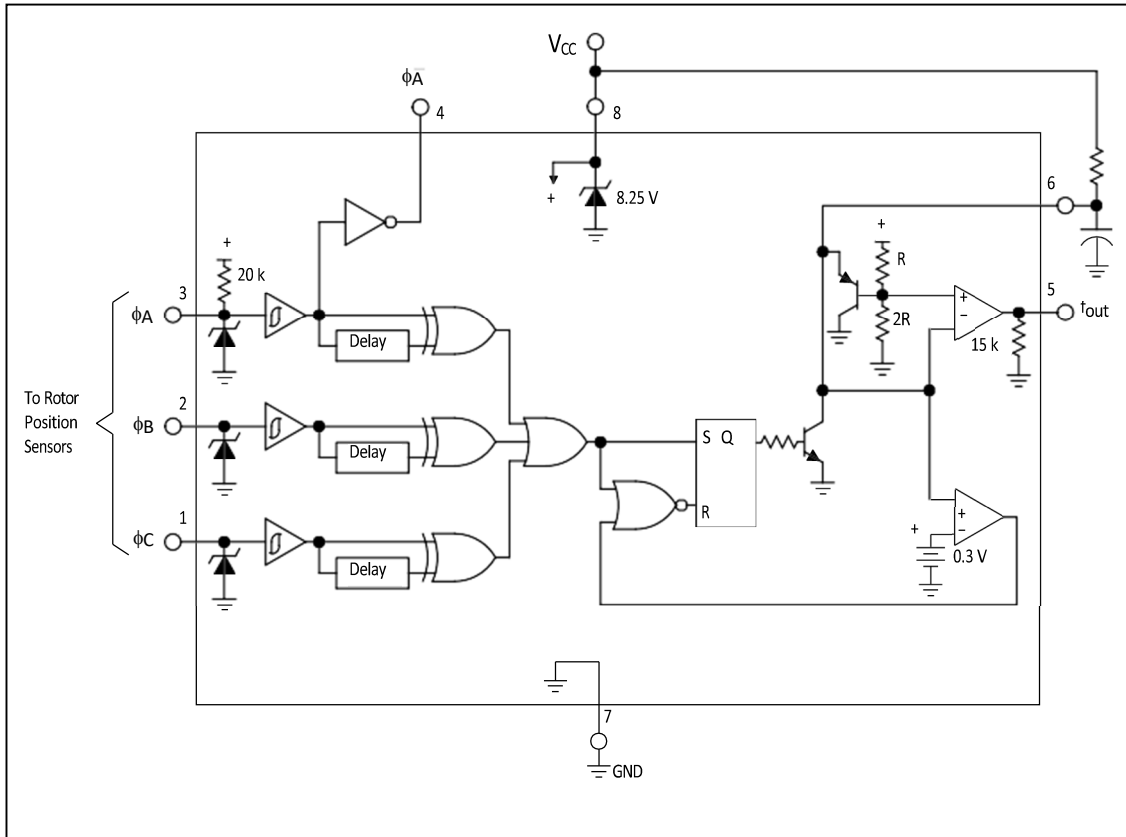 V_CC
ϕA̅
4
8
+
8.25 V
6
+
R
2R
5
t_out
+
−
15 k
+
20 k
3
ϕA
Delay
To Rotor
Position
Sensors
2
ϕB
Delay
S Q
R
1
ϕC
Delay
+
−
+
0.3 V
7
GND